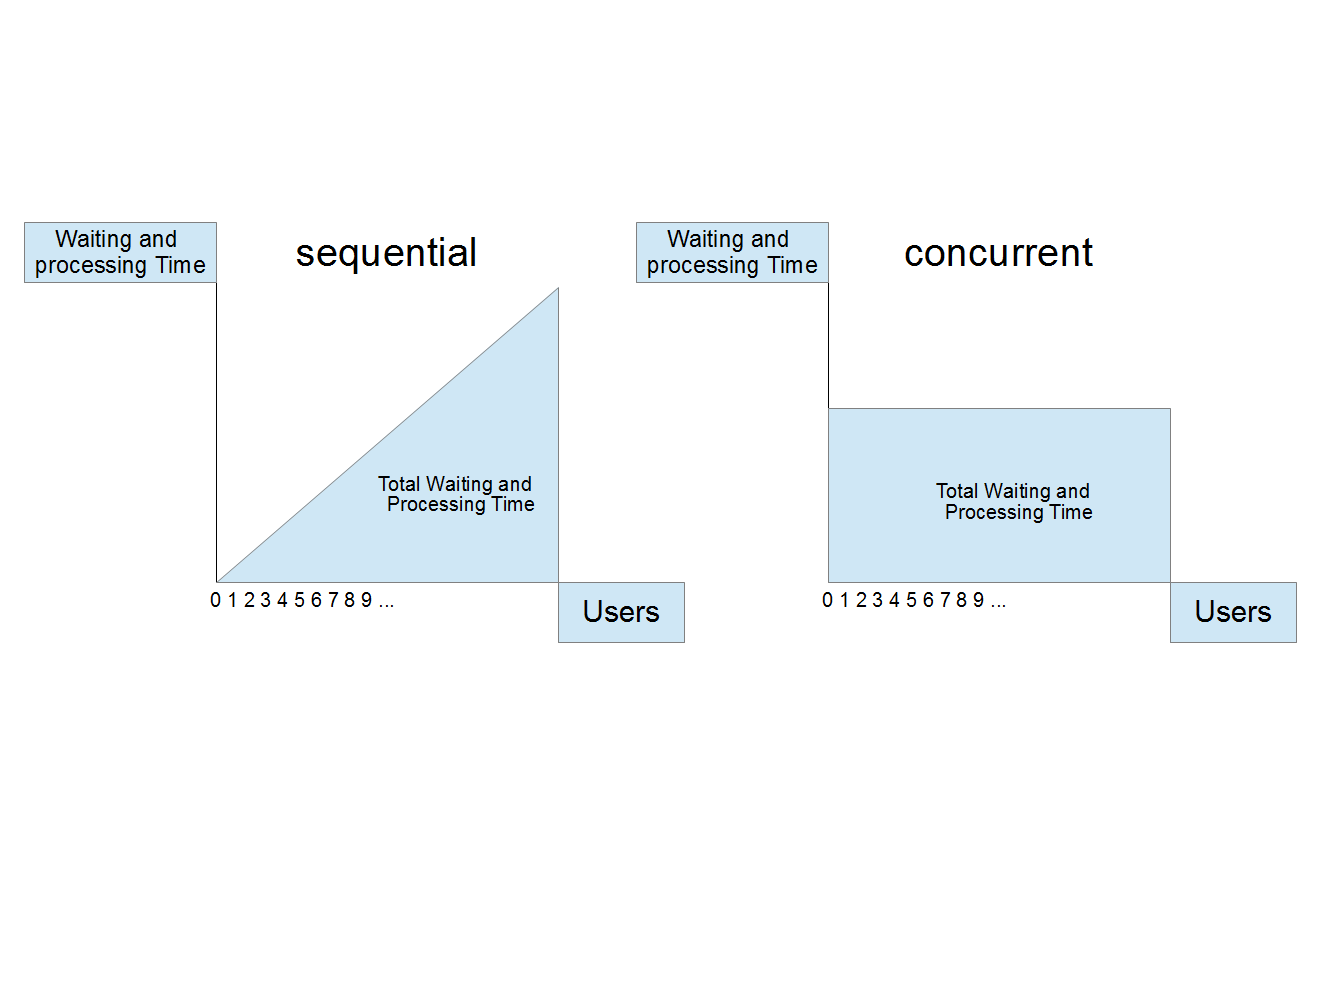 Waiting and
processing Time
sequential
Total Waiting and
Processing Time
0 1 2 3 4 5 6 7 8 9 ...
Users
Waiting and
processing Time
concurrent
Total Waiting and
Processing Time
0 1 2 3 4 5 6 7 8 9 ...
Users